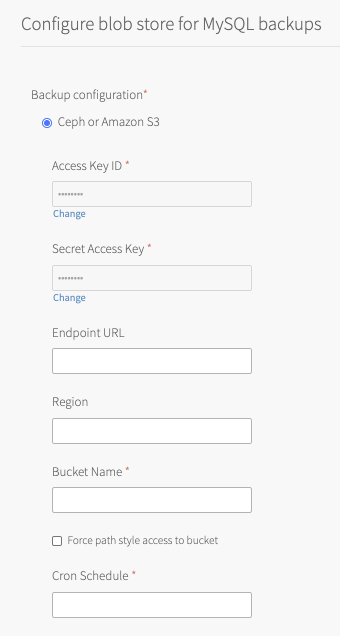 Configure blob store for MySQL backups
Backup configuration*
Ceph or Amazon S3
Access Key ID *
********
Change
Secret Access Key *
********
Change
Endpoint URL
Region
Bucket Name *
Force path style access to bucket
Cron Schedule *